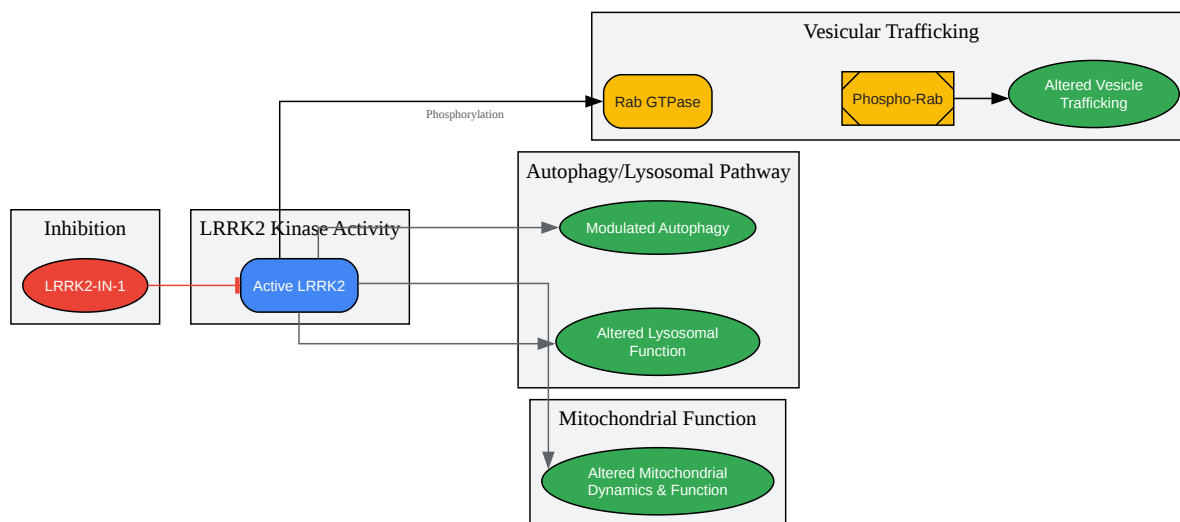 Vesicular Trafficking
Rab GTPase
Phospho-Rab
Altered Vesicle
Trafficking
Phosphorylation
Autophagy/Lysosomal Pathway
Modulated Autophagy
Altered Lysosomal
Function
Inhibition
LRRK2-IN-1
LRRK2 Kinase Activity
Active LRRK2
Mitochondrial Function
Altered Mitochondrial
Dynamics & Function